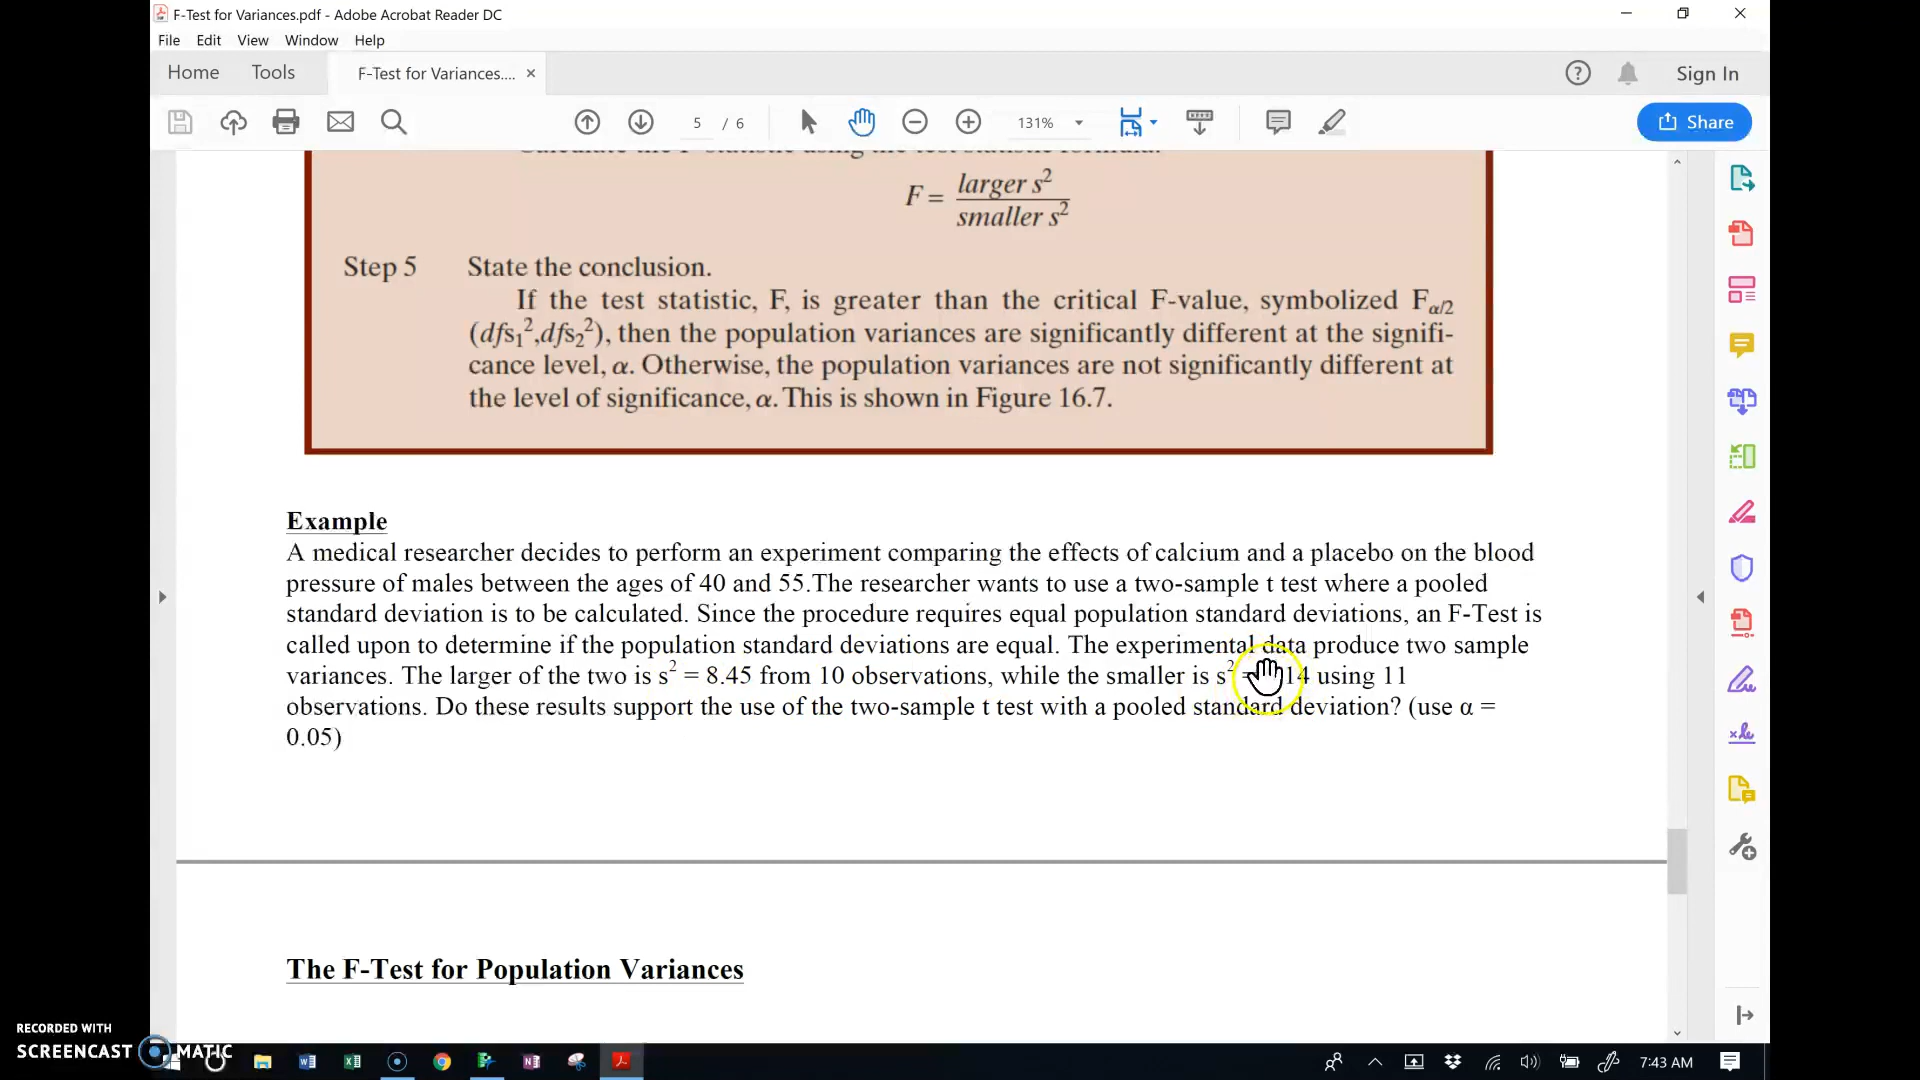 F-Test for Variances.pdf - Adobe Acrobat Reader DC
File Edit View Window Help
Home Tools F-Test for Variances.... × Sign In
5 / 6 131% Share
Calculate the F-statistic using the test statistic formula:
F = larger s² / smaller s²
Step 5 State the conclusion.
If the test statistic, F, is greater than the critical F-value, symbolized Fα/2
(dfs₁²,dfs₂²), then the population variances are significantly different at the signifi-
cance level, α. Otherwise, the population variances are not significantly different at
the level of significance, α. This is shown in Figure 16.7.
Example
A medical researcher decides to perform an experiment comparing the effects of calcium and a placebo on the blood
pressure of males between the ages of 40 and 55.The researcher wants to use a two-sample t test where a pooled
standard deviation is to be calculated. Since the procedure requires equal population standard deviations, an F-Test is
called upon to determine if the population standard deviations are equal. The experimental data produce two sample
variances. The larger of the two is s² = 8.45 from 10 observations, while the smaller is s² = 14 using 11
observations. Do these results support the use of the two-sample t test with a pooled standard deviation? (use α =
0.05)
The F-Test for Population Variances
RECORDED WITH
SCREENCAST MATIC
7:43 AM